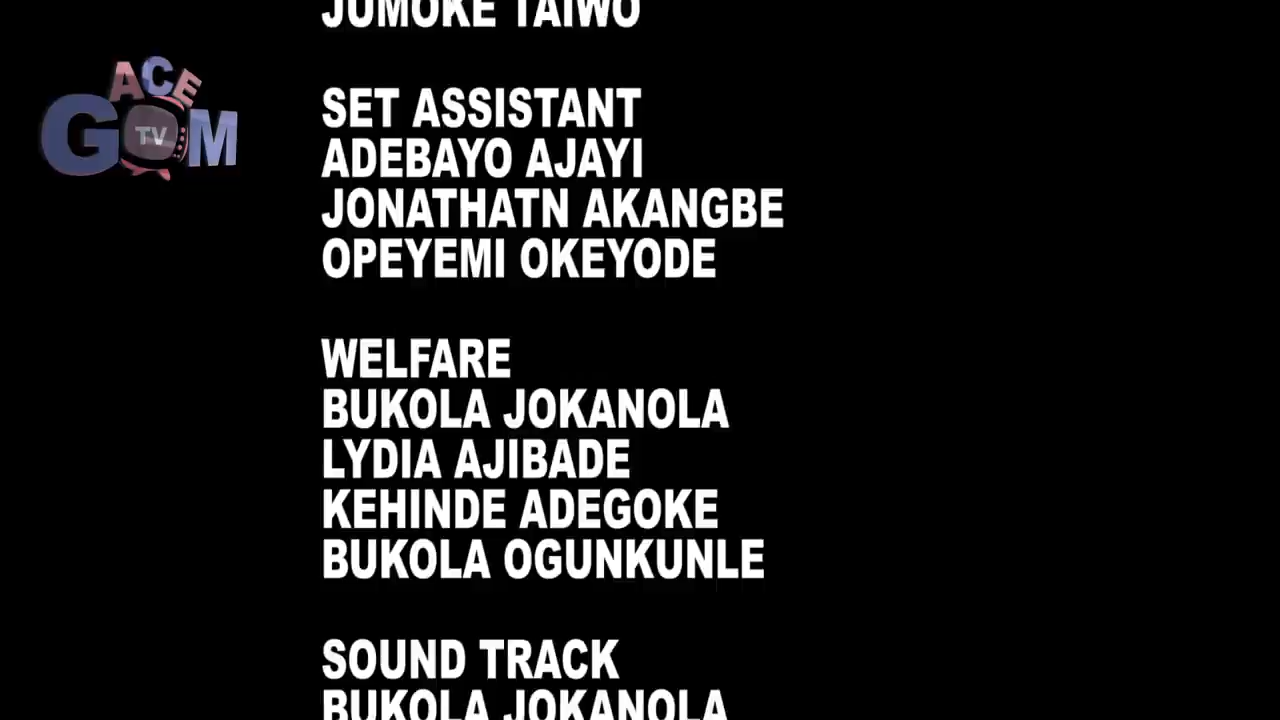 JUMOKE TAIWO
ACE
GOM
TV
SET ASSISTANT
ADEBAYO AJAYI
JONATHATN AKANGBE
OPEYEMI OKEYODE
WELFARE
BUKOLA JOKANOLA
LYDIA AJIBADE
KEHINDE ADEGOKE
BUKOLA OGUNKUNLE
SOUND TRACK
BUKOLA JOKANOLA